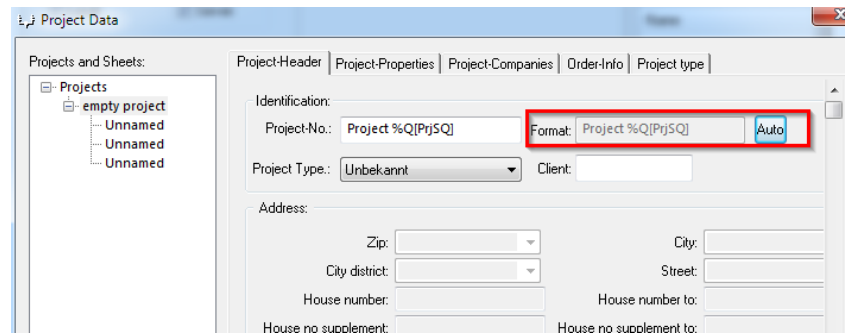 Project Data
Projects and Sheets:
Projects
empty project
Unnamed
Unnamed
Unnamed
Project-Header Project-Properties Project-Companies Order-Info Project type
Identification:
Project-No.: Project %Q[PrjSQ] Format: Project %Q[PrjSQ] Auto
Project Type.: Unbekannt Client:
Address:
Zip: City:
City district: Street:
House number: House number to:
House no supplement: House no supplement to: